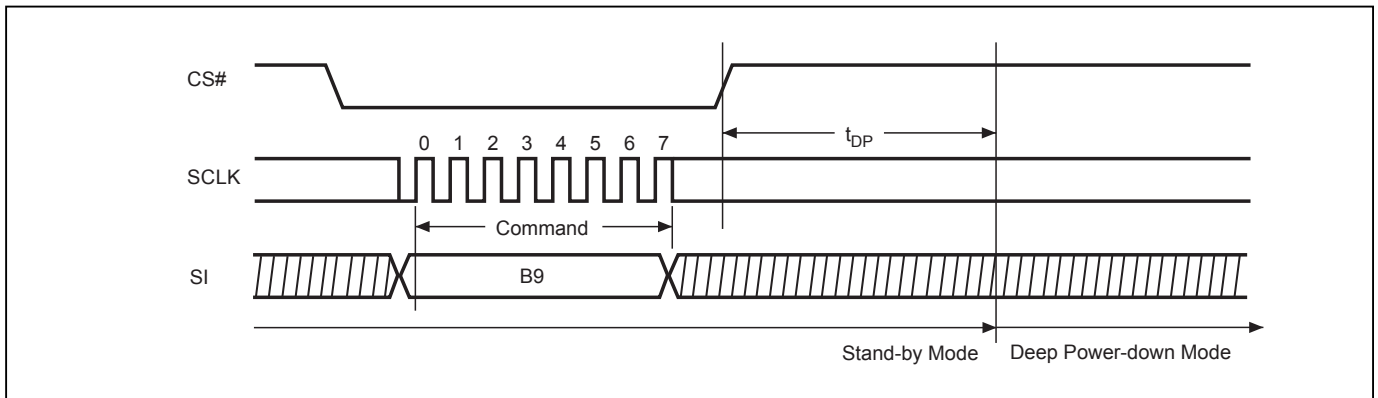 CS#
tDP
0 1 2 3 4 5 6 7
SCLK
Command
SI
B9
Stand-by Mode
Deep Power-down Mode